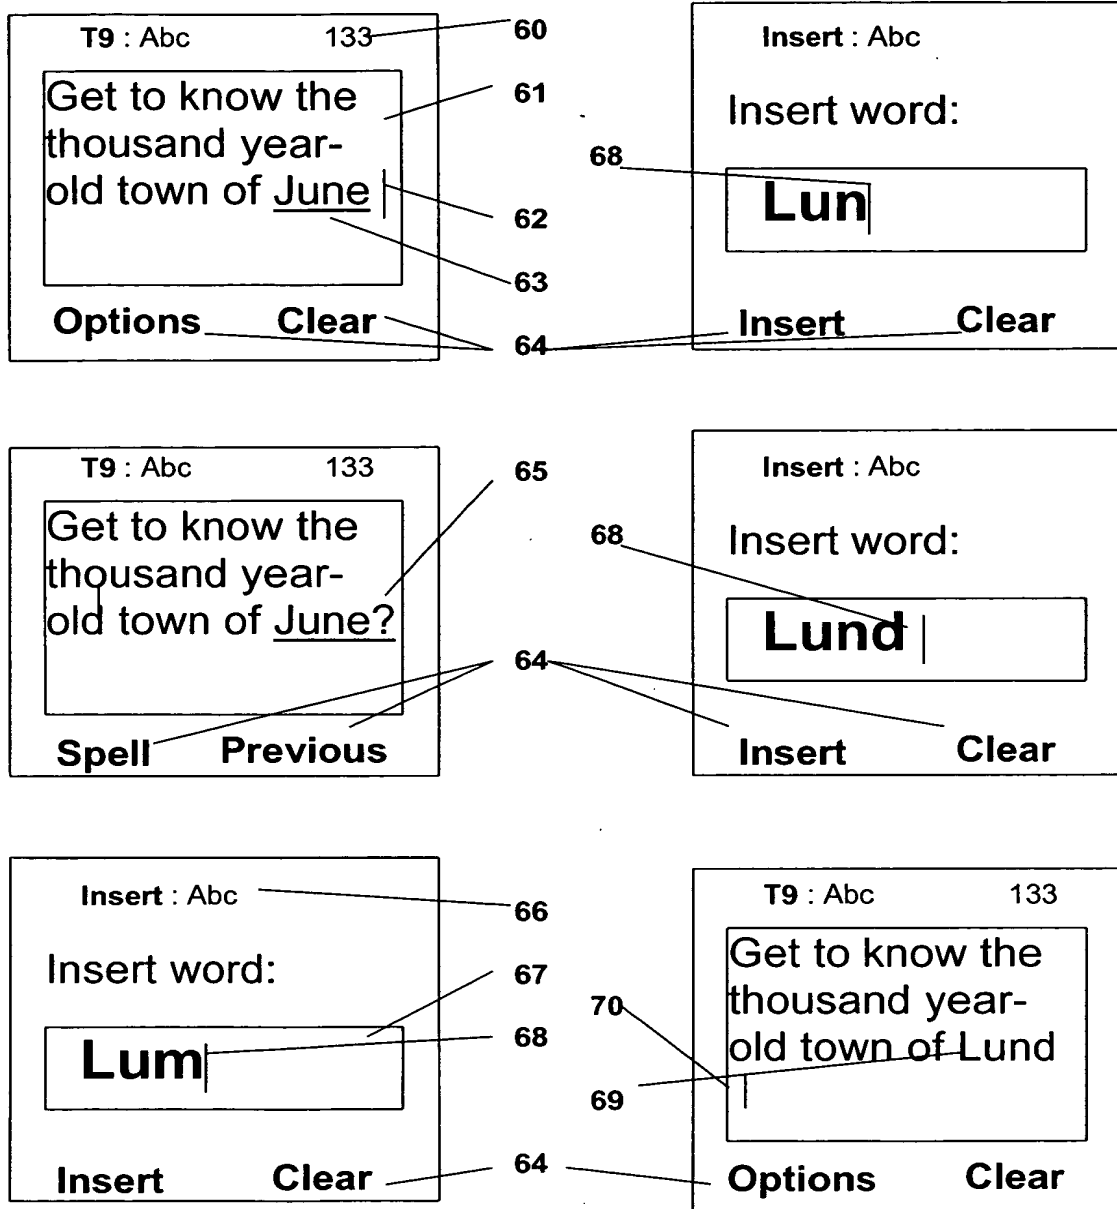 T9 : Abc 133
Get to know the
thousand year-
old town of June
Options Clear
60
61
62
63
64
Insert : Abc
Insert word:
68
Lun
Insert Clear
T9 : Abc 133
Get to know the
thousand year-
old town of June?
Spell Previous
65
64
Insert : Abc
68
Insert word:
Lund
Insert Clear
Insert : Abc
Insert word:
Lum
Insert Clear
66
67
68
64
T9 : Abc 133
Get to know the
thousand year-
old town of Lund
70
69
Options Clear